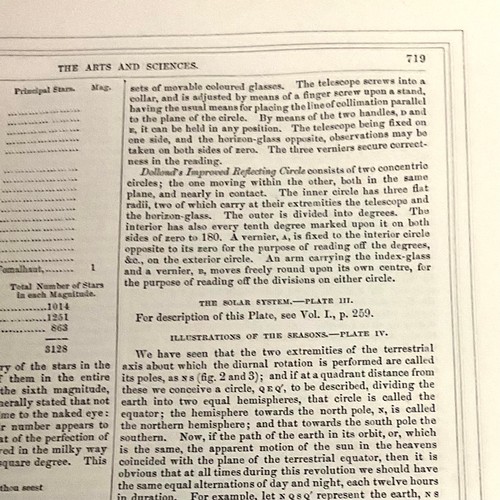 THE ARTS AND SCIENCES.
719
Principal Stars. Mag.
Fomalhaut, 1
Total Number of Stars
in each Magnitude.
1014
1251
863
3128
ry of the stars in the
f them in the entire
the sixth magnitude,
nerally stated that not
ime to the naked eye:
r number appears to
at of the perfection of
red in the milky way
square degree. This
thou seest
sets of movable coloured glasses. The telescope screws into a
collar, and is adjusted by means of a finger screw upon a stand,
having the usual means for placing the line of collimation parallel
to the plane of the circle. By means of the two handles, D and
E, it can be held in any position. The telescope being fixed on
one side, and the horizon-glass opposite, observations may be
taken on both sides of zero. The three verniers secure correct-
ness in the reading.
Dollond's Improved Reflecting Circle consists of two concentric
circles; the one moving within the other, both in the same
plane, and nearly in contact. The inner circle has three flat
radii, two of which carry at their extremities the telescope and
the horizon-glass. The outer is divided into degrees. The
interior has also every tenth degree marked upon it on both
sides of zero to 180. A vernier, A, is fixed to the interior circle
opposite to its zero for the purpose of reading off the degrees,
&c., on the exterior circle. An arm carrying the index-glass
and a vernier, B, moves freely round upon its own centre, for
the purpose of reading off the divisions on either circle.
THE SOLAR SYSTEM.—PLATE III.
For description of this Plate, see Vol. I., p. 259.
ILLUSTRATIONS OF THE SEASONS.—PLATE IV.
We have seen that the two extremities of the terrestrial
axis about which the diurnal rotation is performed are called
its poles, as N S (fig. 2 and 3); and if at a quadrant distance from
these we conceive a circle, Q E Q', to be described, dividing the
earth into two equal hemispheres, that circle is called the
equator; the hemisphere towards the north pole, N, is called
the northern hemisphere; and that towards the south pole the
southern. Now, if the path of the earth in its orbit, or, which
is the same, the apparent motion of the sun in the heavens
coincided with the plane of the terrestrial equator, then it is
obvious that at all times during this revolution we should have
the same equal alternations of day and night, each twelve hours
in duration. For example, let N Q S Q' represent the earth, N S